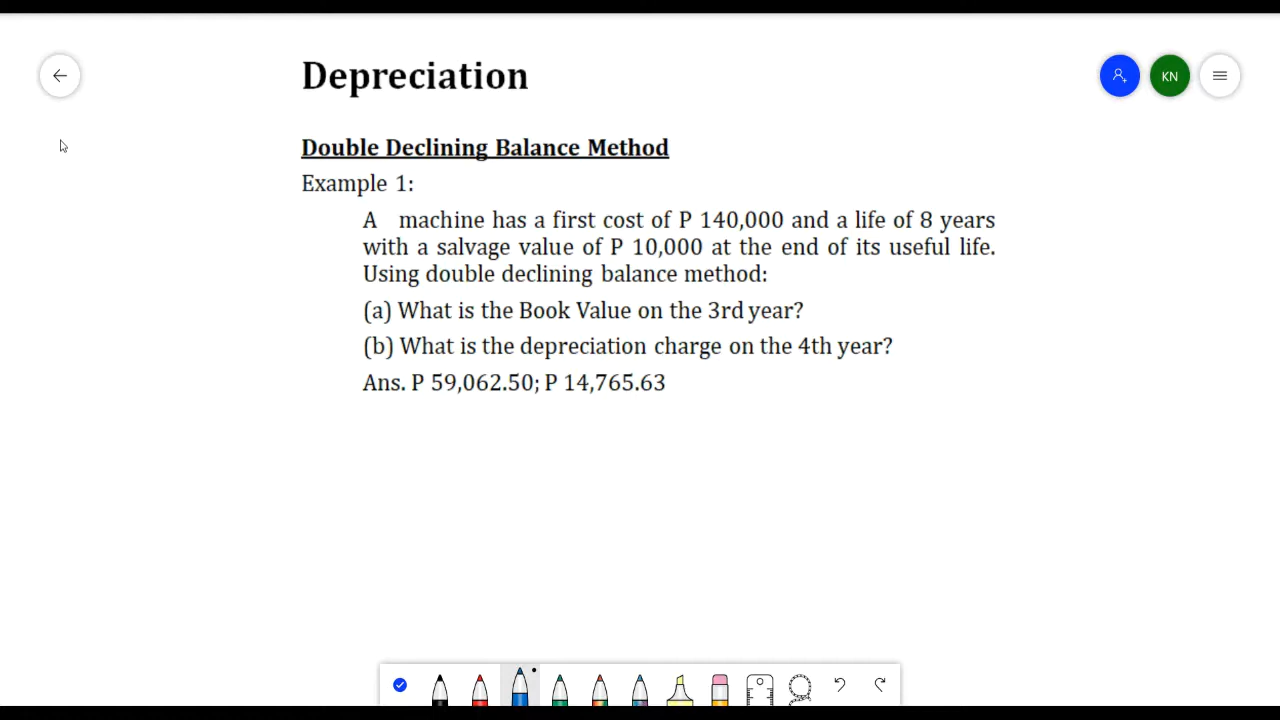 Depreciation
KN
Double Declining Balance Method
Example 1:
A machine has a first cost of P 140,000 and a life of 8 years
with a salvage value of P 10,000 at the end of its useful life.
Using double declining balance method:
(a) What is the Book Value on the 3rd year?
(b) What is the depreciation charge on the 4th year?
Ans. P 59,062.50; P 14,765.63